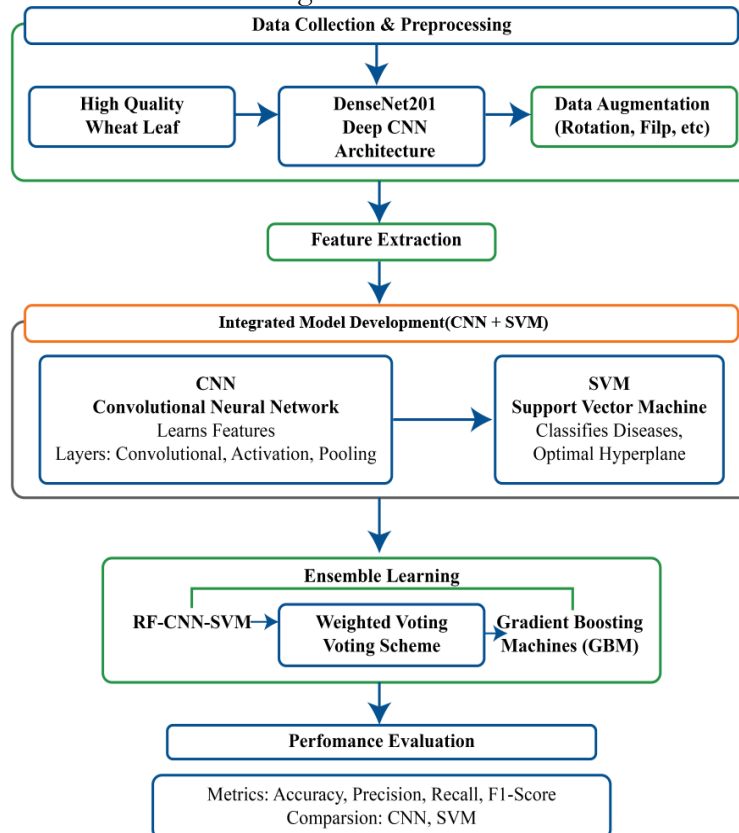 Data Collection & Preprocessing
High Quality
Wheat Leaf
DenseNet201
Deep CNN
Architecture
Data Augmentation
(Rotation, Filp, etc)
Feature Extraction
Integrated Model Development(CNN + SVM)
CNN
Convolutional Neural Network
Learns Features
Layers: Convolutional, Activation, Pooling
SVM
Support Vector Machine
Classifies Diseases,
Optimal Hyperplane
Ensemble Learning
RF-CNN-SVM
Weighted Voting
Voting Scheme
Gradient Boosting
Machines (GBM)
Perfomance Evaluation
Metrics: Accuracy, Precision, Recall, F1-Score
Comparsion: CNN, SVM